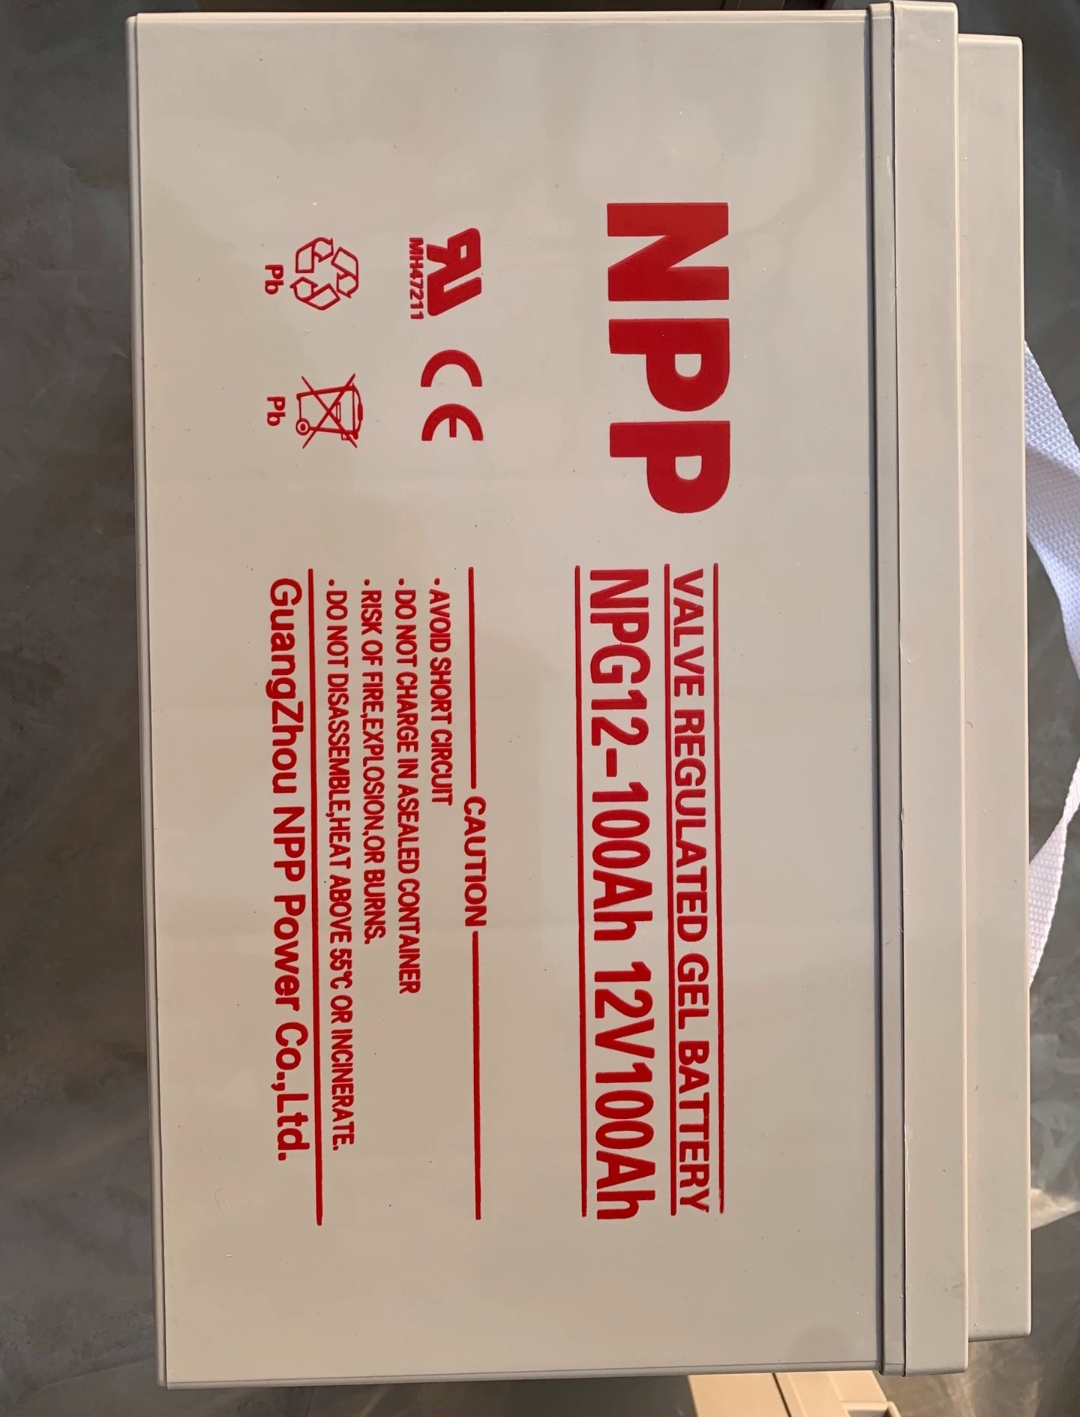 NPP
VALVE REGULATED GEL BATTERY
NPG12-100Ah 12V100Ah
MH47211
CE
Pb
Pb
CAUTION
.AVOID SHORT CIRCUIT
.DO NOT CHARGE IN ASEALED CONTAINER
.RISK OF FIRE,EXPLOSION,OR BURNS.
.DO NOT DISASSEMBLE,HEAT ABOVE 55℃ OR INCINERATE.
GuangZhou NPP Power Co.,Ltd.